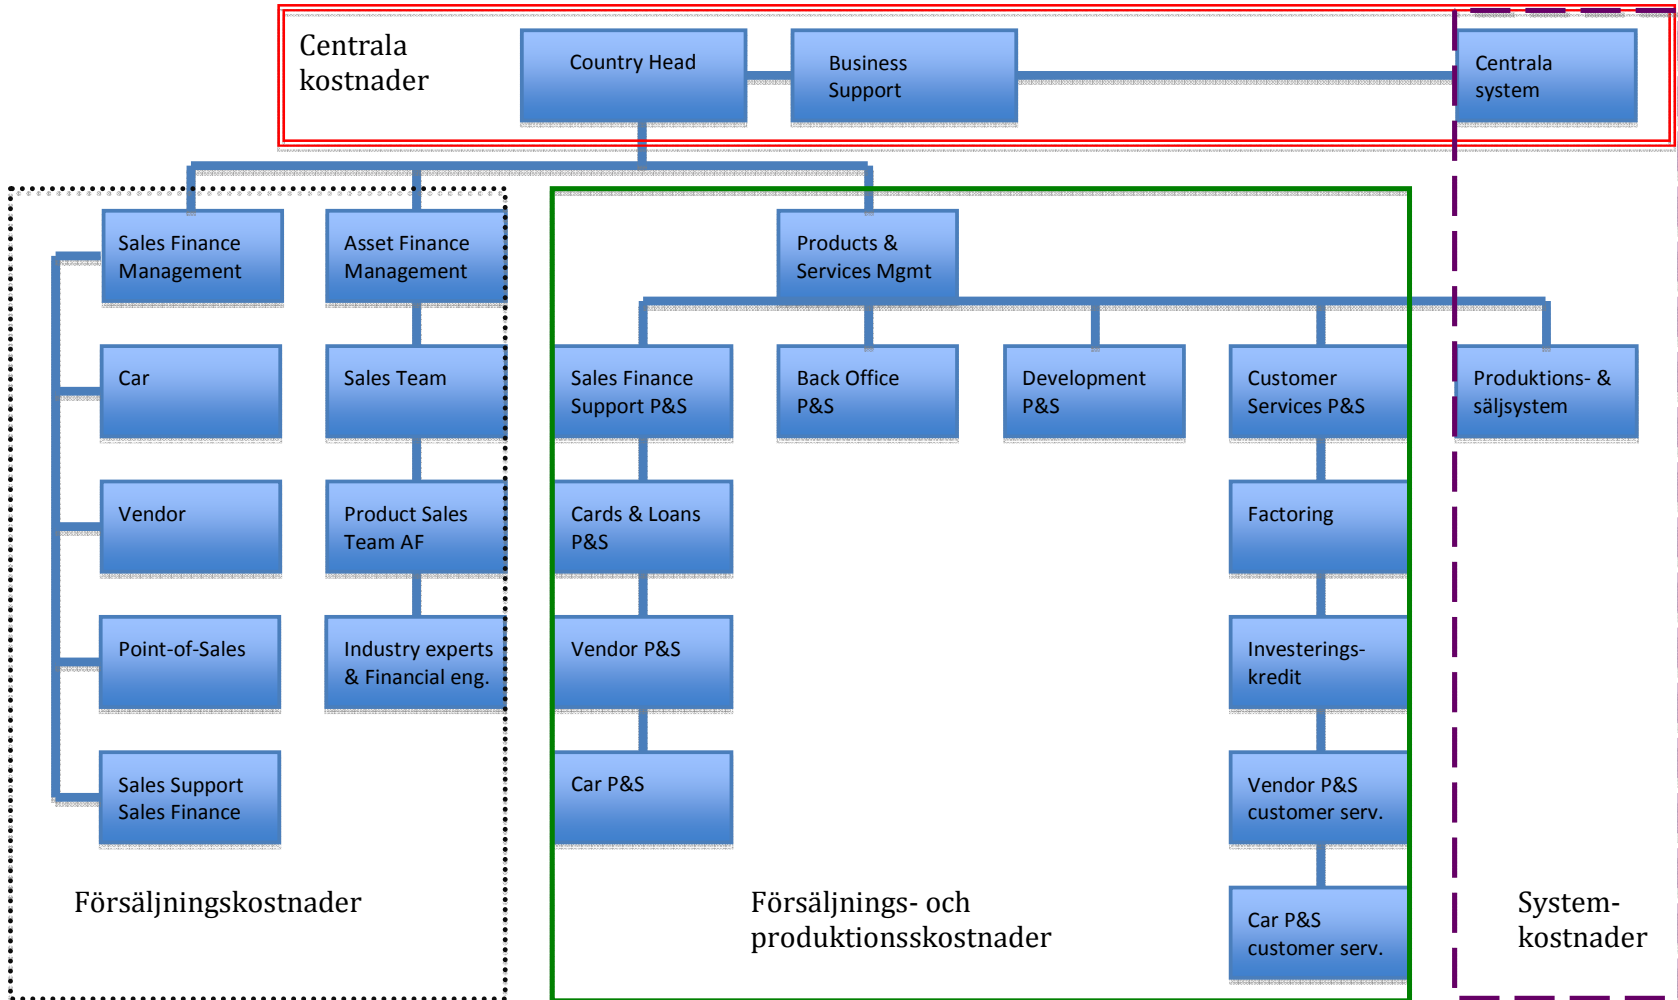 Centrala
kostnader
Country Head
Business
Support
Centrala
system
Sales Finance
Management
Asset Finance
Management
Products &
Services Mgmt
Car
Sales Team
Sales Finance
Support P&S
Back Office
P&S
Development
P&S
Customer
Services P&S
Produktions- &
säljsystem
Vendor
Product Sales
Team AF
Cards & Loans
P&S
Factoring
Point-of-Sales
Industry experts
& Financial eng.
Vendor P&S
Investerings-
kredit
Sales Support
Sales Finance
Car P&S
Vendor P&S
customer serv.
Försäljningskostnader
Försäljnings- och
produktionsskostnader
Car P&S
customer serv.
System-
kostnader